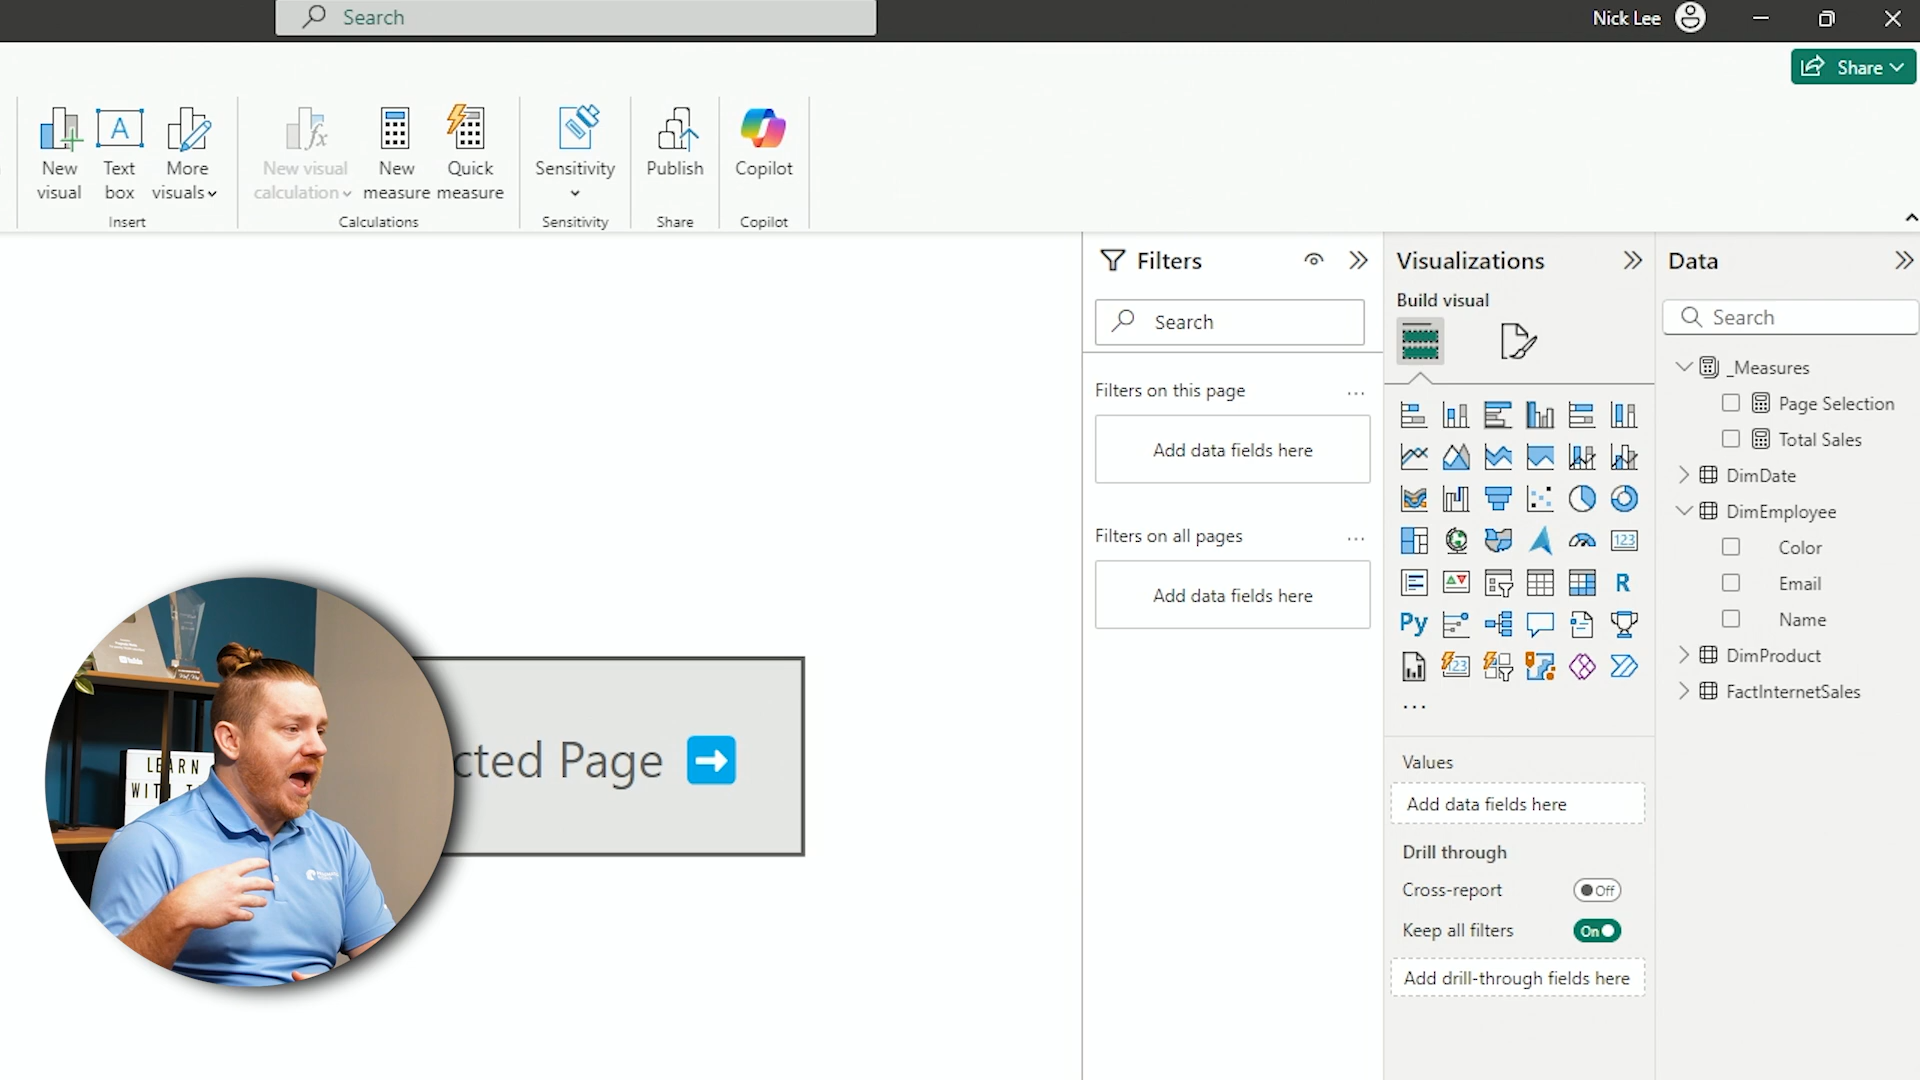 Search
Nick Lee
Share
New visual
Text box
More visuals
Insert
New visual calculation
New measure
Quick measure
Calculations
Sensitivity
Sensitivity
Publish
Share
Copilot
Copilot
Filters
Search
Filters on this page
...
Add data fields here
Filters on all pages
...
Add data fields here
Visualizations
Build visual
123
R
Py
123
...
Values
Add data fields here
Drill through
Cross-report
Off
Keep all filters
On
Add drill-through fields here
Data
Search
_Measures
Page Selection
Total Sales
DimDate
DimEmployee
Color
Email
Name
DimProduct
FactInternetSales
cted Page
LEARN